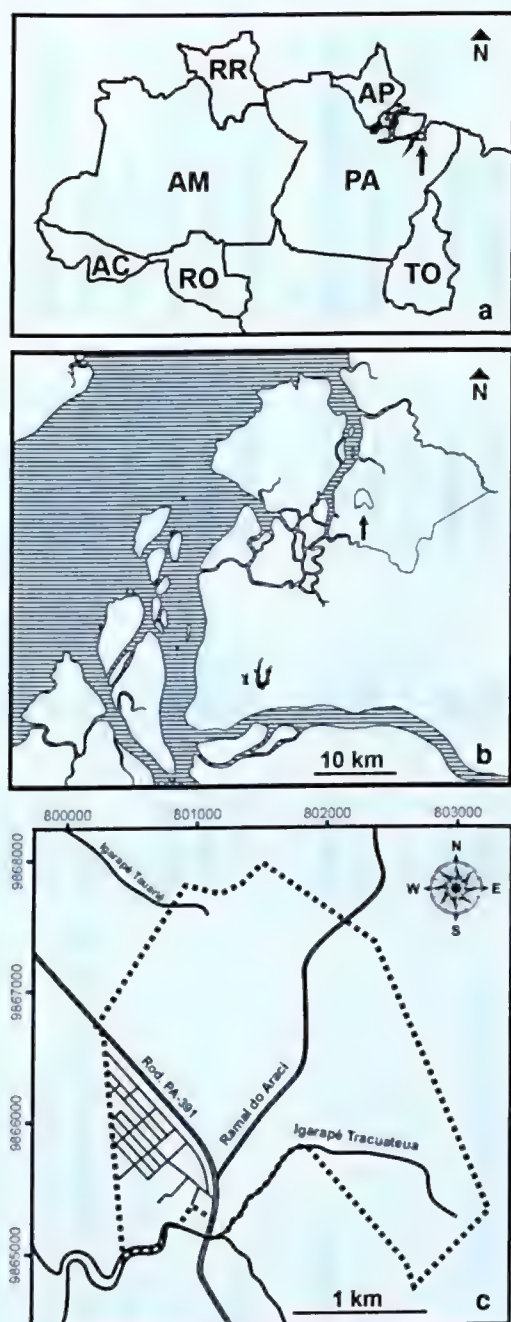 N
RR
AP
AM
PA
AC
RO
TO
a
N
10 km
b
800000
801000
802000
803000
9868000
9867000
9866000
9865000
Igarapé Tauariê
N
W
E
S
Rod. PA-391
Ramal do Araci
Igarapé Tracuateua
1 km
c